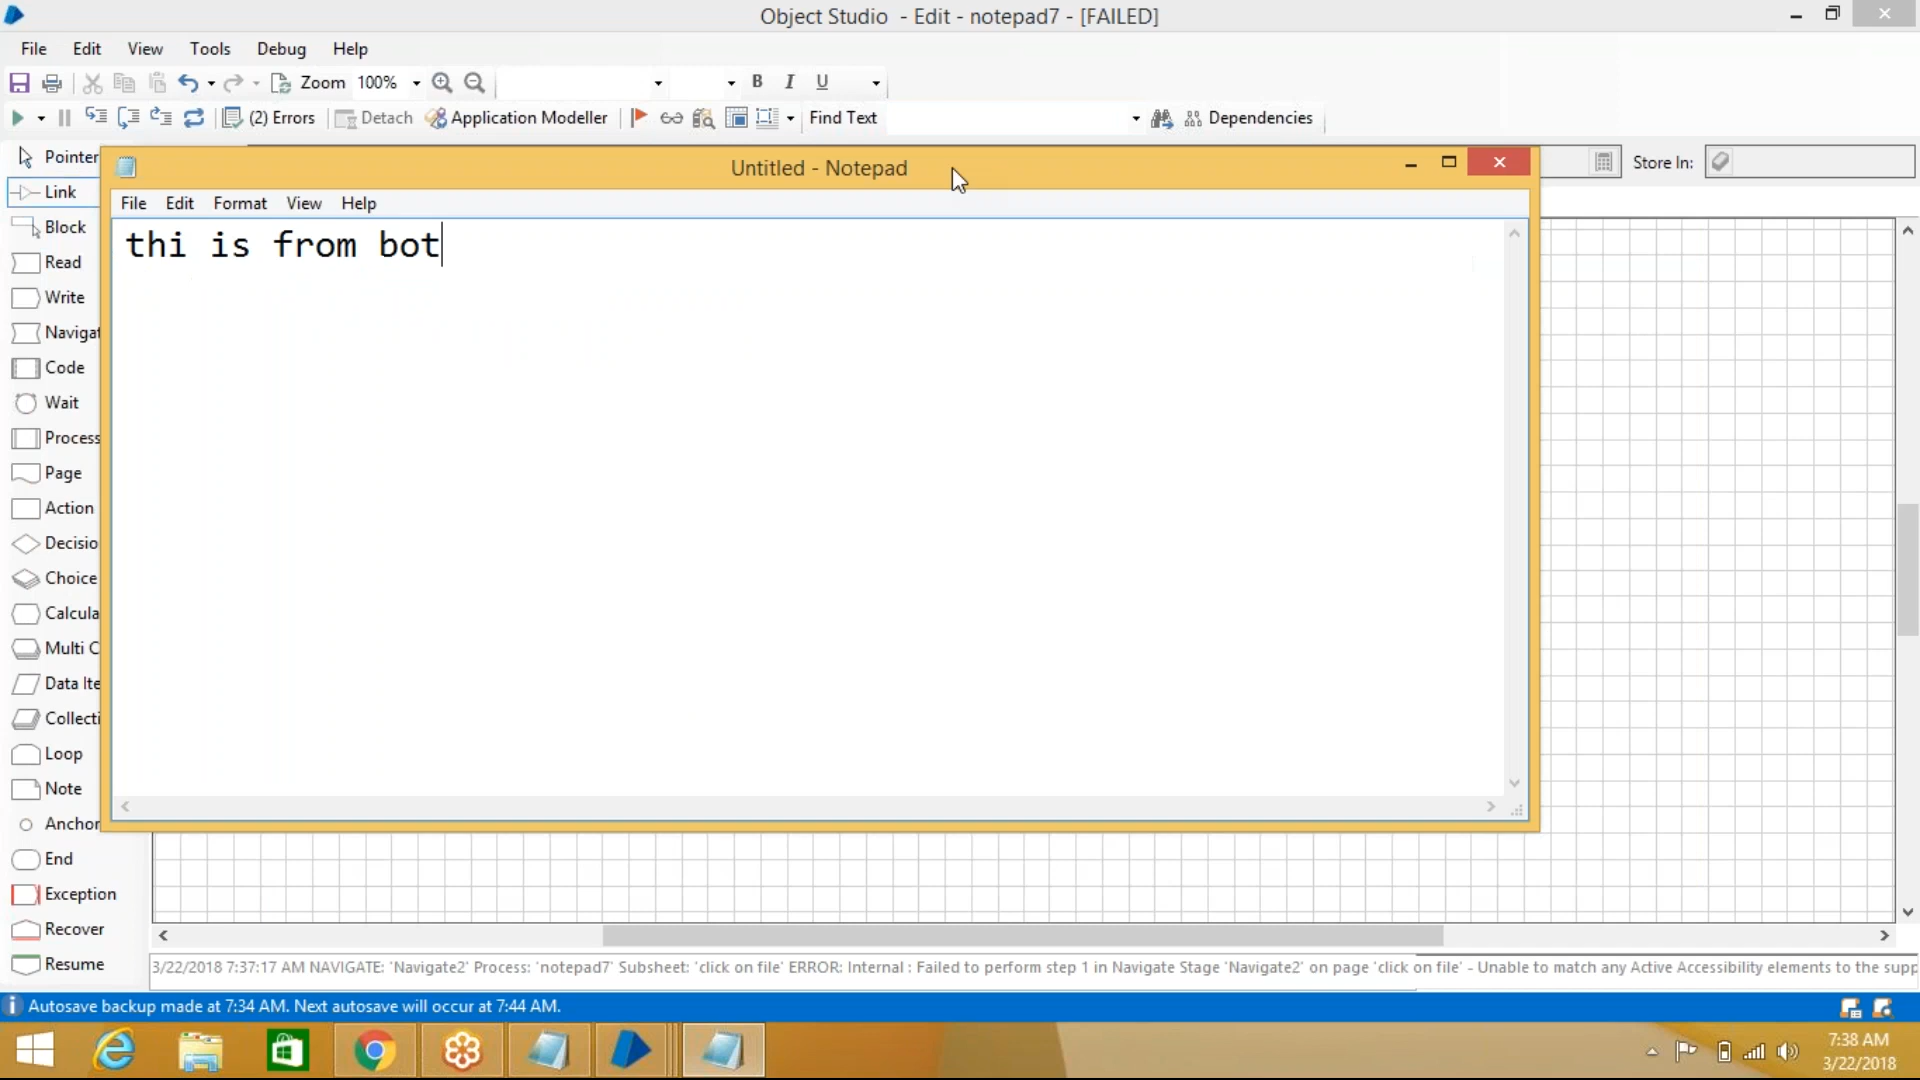 Object Studio - Edit - notepad7 - [FAILED]
File Edit View Tools Debug Help
Zoom 100% B I U
(2) Errors Detach Application Modeller Find Text Dependencies
Pointer
Untitled - Notepad
Store In:
Link
File Edit Format View Help
Block
thi is from bot
Read
Write
Navigat
Code
Wait
Process
Page
Action
Decisio
Choice
Calcula
Multi C
Data Ite
Collecti
Loop
Note
Anchor
End
Exception
Recover
Resume
3/22/2018 7:37:17 AM NAVIGATE: 'Navigate2' Process: 'notepad7' Subsheet: 'click on file' ERROR: Internal : Failed to perform step 1 in Navigate Stage 'Navigate2' on page 'click on file' - Unable to match any Active Accessibility elements to the supp
Autosave backup made at 7:34 AM. Next autosave will occur at 7:44 AM.
7:38 AM
3/22/2018